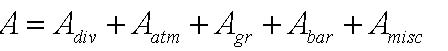 A = A_div + A_atm + A_gr + A_bar + A_misc